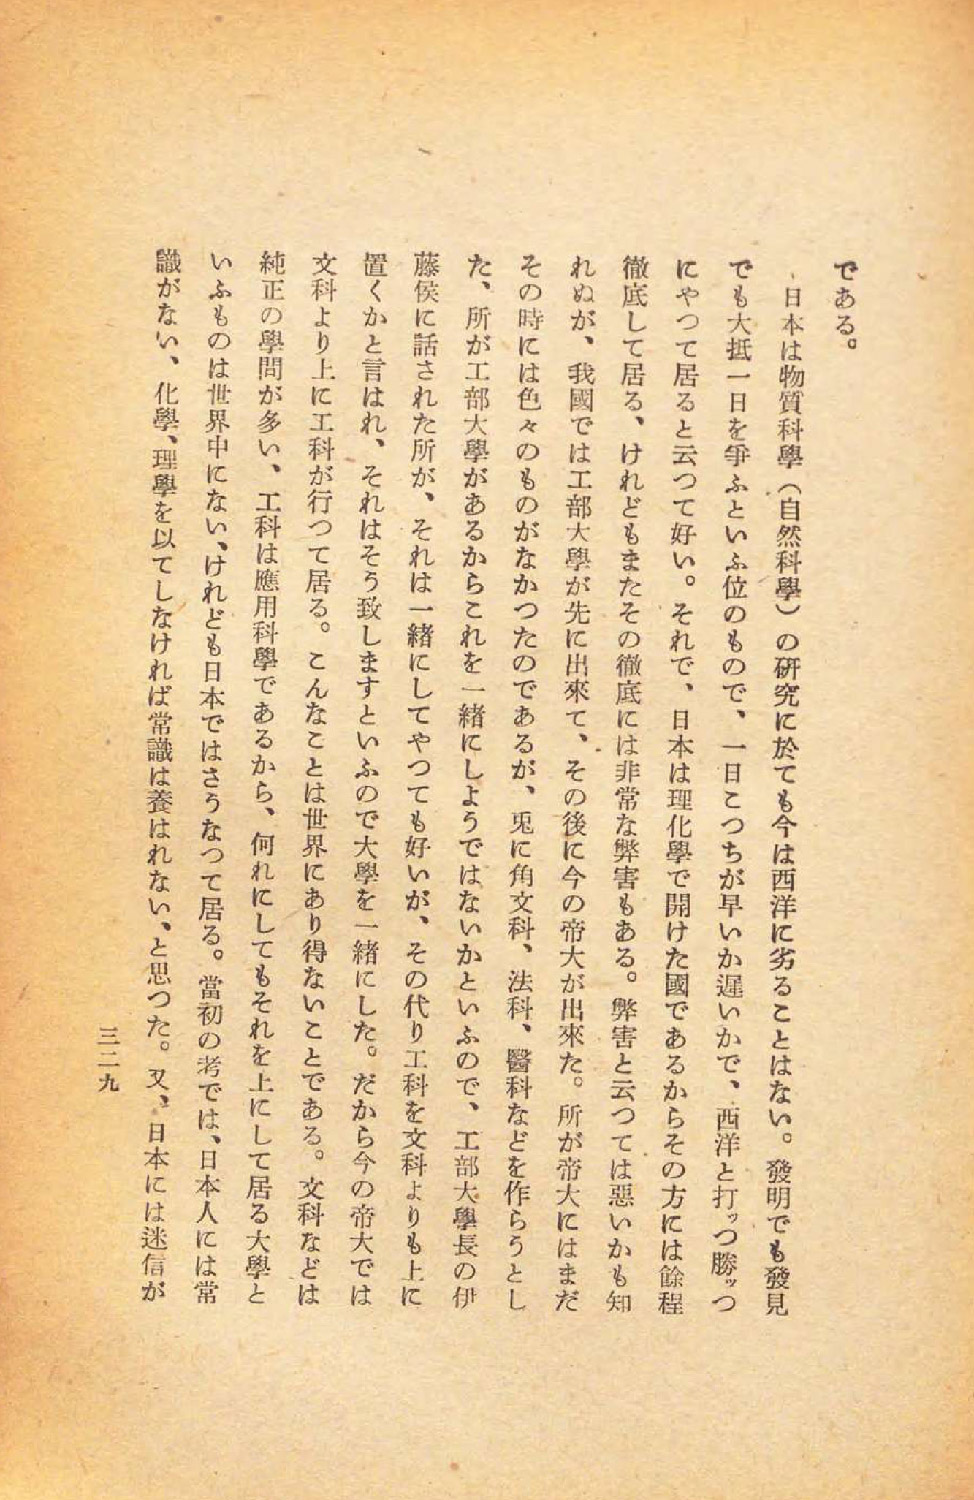 である。
日本は物質科學（自然科學）の硏究に於ても今は西洋に劣ることはない。發明でも發見
でも大抵一日を爭ふといふ位のもので、一日こつちが早いか遲いかで、西洋と打ッつ勝ッつ
にやつて居ると云つて好い。それで、日本は理化學で開けた國であるからその方には餘程
徹底して居る、けれどもまたその徹底には非常な弊害もある。弊害と云つては惡いかも知
れぬが、我國では工部大學が先に出來て、その後に今の帝大が出來た。所が帝大にはまだ
その時には色々のものがなかつたのであるが、兎に角文科、法科、醫科などを作らうとし
た、所が工部大學があるからこれを一緒にしようではないかといふので、工部大學長の伊
藤侯に話された所が、それは一緒にしてやつても好いが、その代り工科を文科よりも上に
置くかと言はれ、それはそう致しますといふので大學を一緒にした。だから今の帝大では
文科より上に工科が行つて居る。こんなことは世界にあり得ないことである。文科などは
純正の學問が多い、工科は應用科學であるから、何れにしてもそれを上にして居る大學と
いふものは世界中にない、けれども日本ではさうなつて居る。當初の考では、日本人には常
識がない、化學、理學を以てしなければ常識は養はれない、と思つた。又、日本には迷信が
三二九